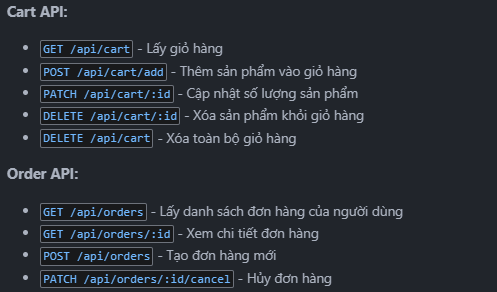 Cart API:
GET /api/cart - Lấy giỏ hàng
POST /api/cart/add - Thêm sản phẩm vào giỏ hàng
PATCH /api/cart/:id - Cập nhật số lượng sản phẩm
DELETE /api/cart/:id - Xóa sản phẩm khỏi giỏ hàng
DELETE /api/cart - Xóa toàn bộ giỏ hàng
Order API:
GET /api/orders - Lấy danh sách đơn hàng của người dùng
GET /api/orders/:id - Xem chi tiết đơn hàng
POST /api/orders - Tạo đơn hàng mới
PATCH /api/orders/:id/cancel - Hủy đơn hàng